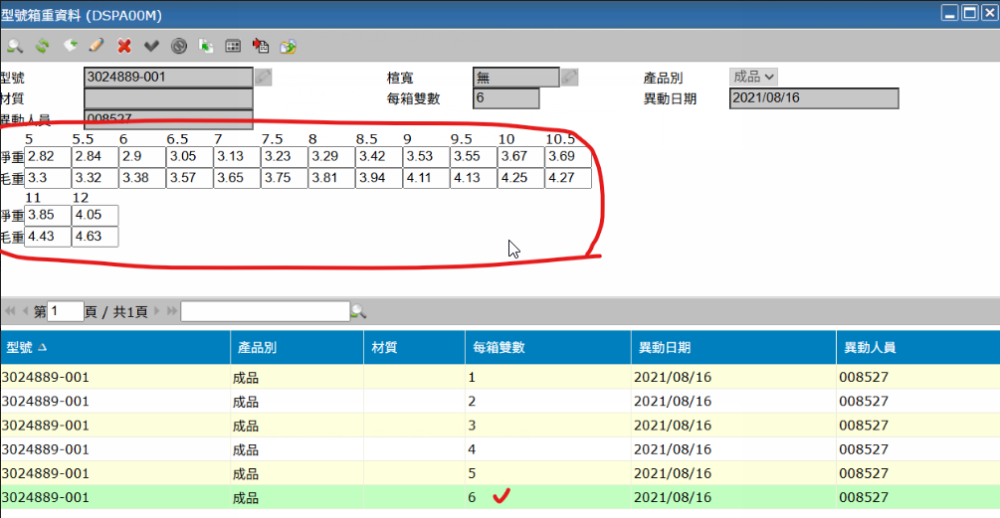 型號箱重資料 (DSPA00M)
型號 3024889-001 楦寬 無 產品別 成品
材質 每箱雙數 6 異動日期 2021/08/16
異動人員 008527
5 5.5 6 6.5 7 7.5 8 8.5 9 9.5 10 10.5
淨重 2.82 2.84 2.9 3.05 3.13 3.23 3.29 3.42 3.53 3.55 3.67 3.69
毛重 3.3 3.32 3.38 3.57 3.65 3.75 3.81 3.94 4.11 4.13 4.25 4.27
11 12
淨重 3.85 4.05
毛重 4.43 4.63
第 1 頁 / 共1頁
型號 產品別 材質 每箱雙數 異動日期 異動人員
3024889-001 成品 1 2021/08/16 008527
3024889-001 成品 2 2021/08/16 008527
3024889-001 成品 3 2021/08/16 008527
3024889-001 成品 4 2021/08/16 008527
3024889-001 成品 5 2021/08/16 008527
3024889-001 成品 6 2021/08/16 008527